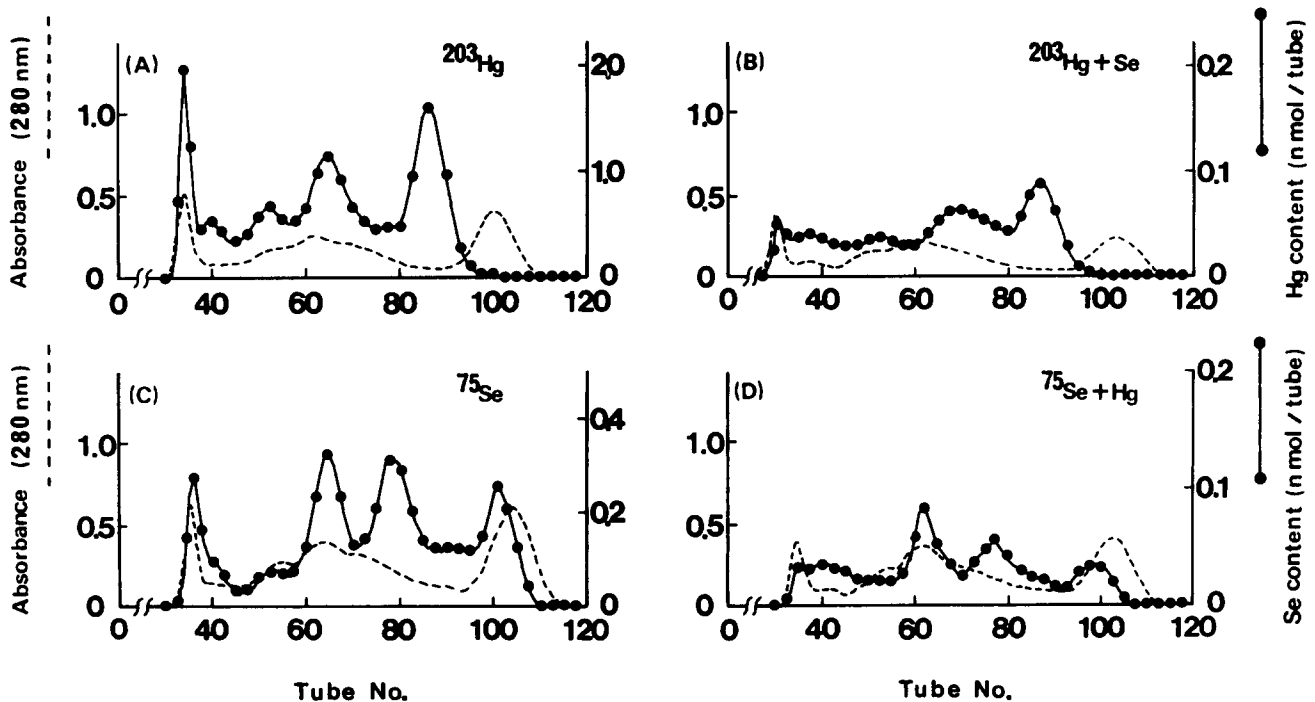 Absorbance (280 nm)
(A)
²⁰³Hg
1.0
0.5
0
2.0
1.0
0
0 40 60 80 100 120
(B)
²⁰³Hg + Se
1.0
0.5
0
0.2
0.1
0
0 40 60 80 100 120
Hg content (n mol / tube)
Absorbance (280 nm)
(C)
⁷⁵Se
1.0
0.5
0
0.4
0.2
0
0 40 60 80 100 120
Tube No.
(D)
⁷⁵Se + Hg
1.0
0.5
0
0.2
0.1
0
0 40 60 80 100 120
Tube No.
Se content (n mol / tube)